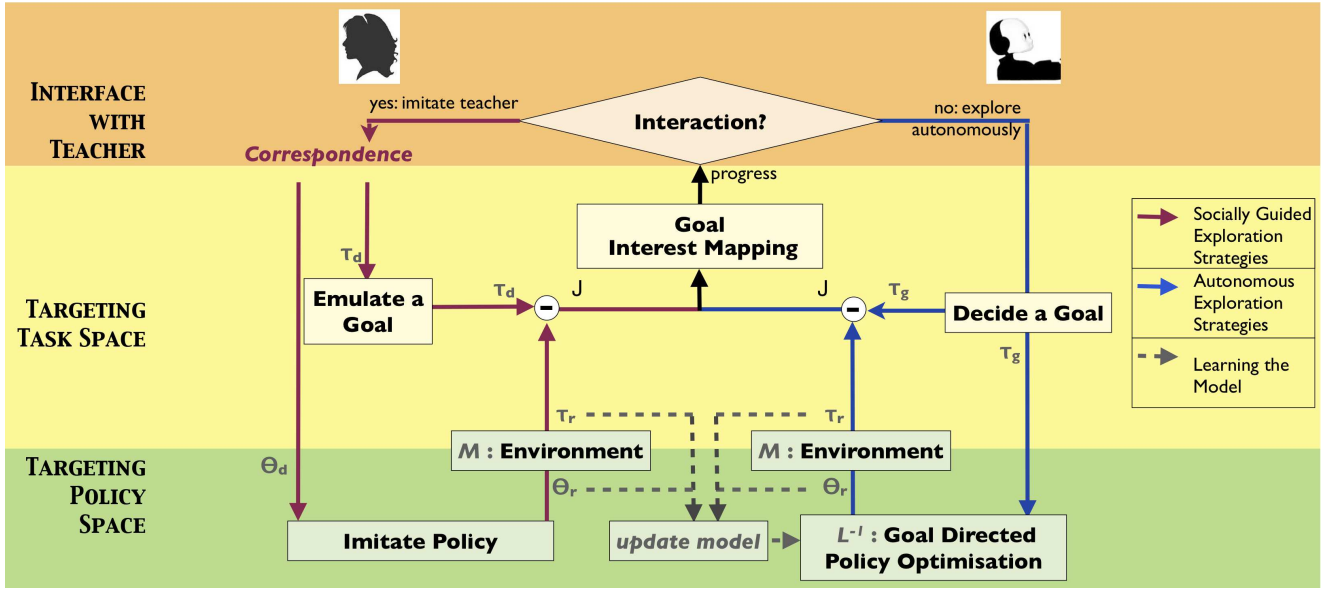 INTERFACE
WITH
TEACHER
yes: imitate teacher
Interaction?
no: explore
autonomously
Correspondence
progress
Goal
Interest Mapping
Socially Guided
Exploration
Strategies
Autonomous
Exploration
Strategies
Learning the
Model
TARGETING
TASK SPACE
τd
Emulate a
Goal
τd
-
J
J
-
τg
Decide a Goal
τg
τr
τr
M : Environment
M : Environment
TARGETING
POLICY
SPACE
Θd
Θr
Θr
Imitate Policy
update model
L-1 : Goal Directed
Policy Optimisation